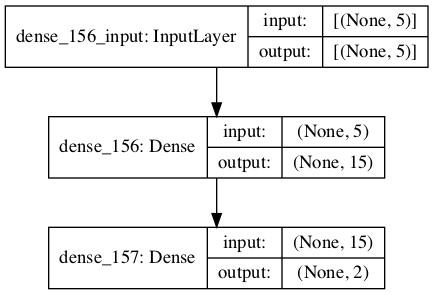 dense_156_input: InputLayer
input: [(None, 5)]
output: [(None, 5)]
dense_156: Dense
input: (None, 5)
output: (None, 15)
dense_157: Dense
input: (None, 15)
output: (None, 2)